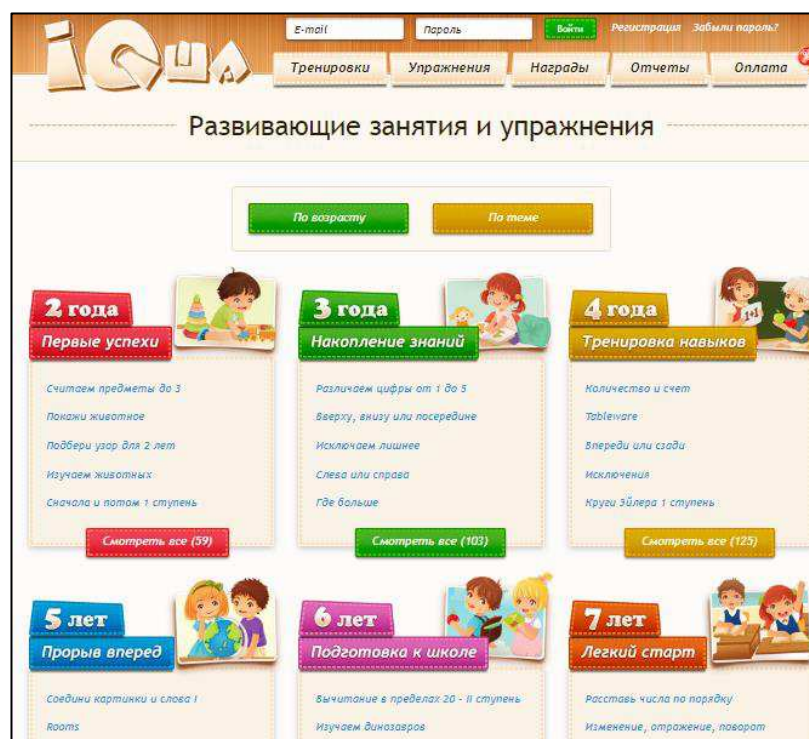 iQша
E-mail
Пароль
Войти
Регистрация
Забыли пароль?
Тренировки
Упражнения
Награды
Отчеты
Оплата
Развивающие занятия и упражнения
По возрасту
По теме
2 года
Первые успехи
Считаем предметы до 3
Покажи животное
Подбери узор для 2 лет
Изучаем животных
Сначала и потом 1 ступень
Смотреть все (59)
3 года
Накопление знаний
Различаем цифры от 1 до 5
Вверху, внизу или посередине
Исключаем лишнее
Слева или справа
Где больше
Смотреть все (103)
4 года
1+1
Тренировка навыков
Количество и счет
Tableware
Впереди или сзади
Исключения
Круги Эйлера 1 ступень
Смотреть все (125)
5 лет
Прорыв вперед
Соедини картинки и слова I
Rooms
6 лет
Подготовка к школе
Вычитание в пределах 20 - II ступень
Изучаем динозавров
7 лет
Легкий старт
Расставь числа по порядку
Изменение, отражение, поворот